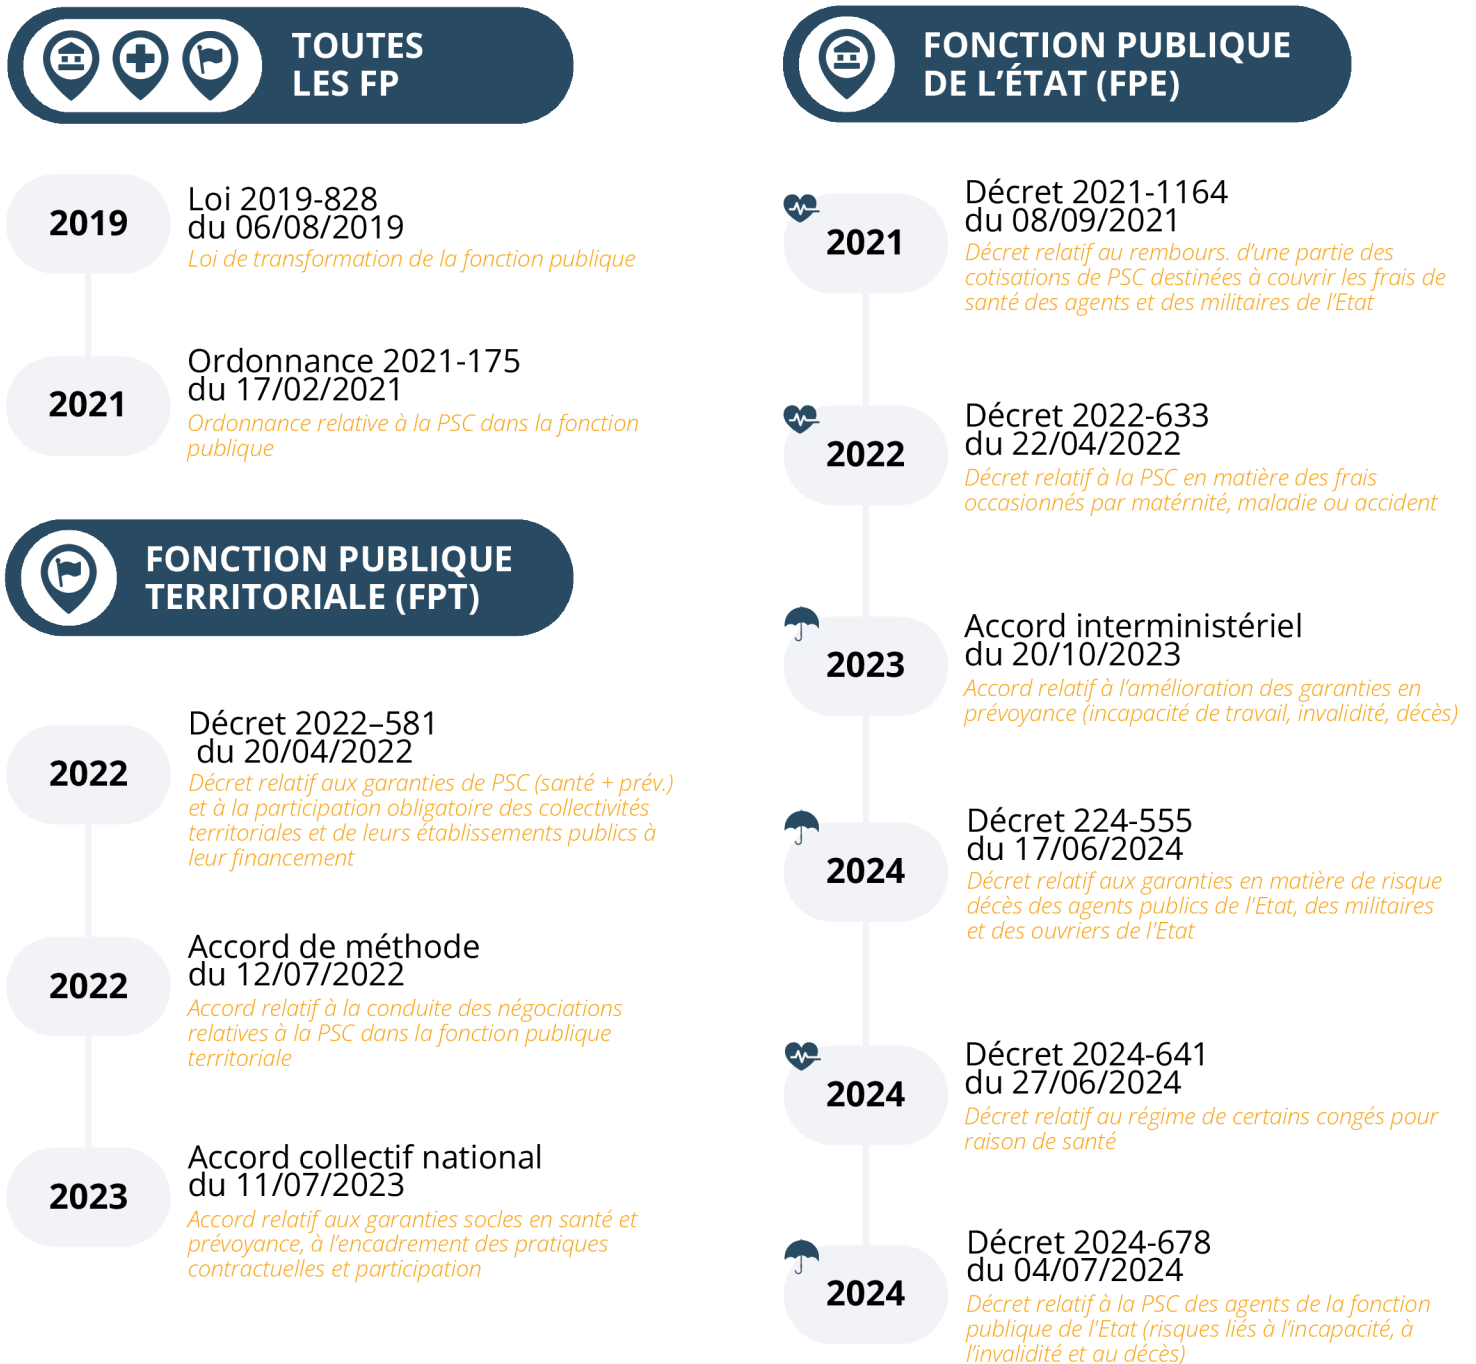 TOUTES
LES FP
2019
Loi 2019-828
du 06/08/2019
Loi de transformation de la fonction publique
2021
Ordonnance 2021-175
du 17/02/2021
Ordonnance relative à la PSC dans la fonction
publique
FONCTION PUBLIQUE
TERRITORIALE (FPT)
2022
Décret 2022–581
du 20/04/2022
Décret relatif aux garanties de PSC (santé + prév.)
et à la participation obligatoire des collectivités
territoriales et de leurs établissements publics à
leur financement
2022
Accord de méthode
du 12/07/2022
Accord relatif à la conduite des négociations
relatives à la PSC dans la fonction publique
territoriale
2023
Accord collectif national
du 11/07/2023
Accord relatif aux garanties socles en santé et
prévoyance, à l’encadrement des pratiques
contractuelles et participation
FONCTION PUBLIQUE
DE L’ÉTAT (FPE)
2021
Décret 2021-1164
du 08/09/2021
Décret relatif au rembours. d’une partie des
cotisations de PSC destinées à couvrir les frais de
santé des agents et des militaires de l’Etat
2022
Décret 2022-633
du 22/04/2022
Décret relatif à la PSC en matière des frais
occasionnés par matérnité, maladie ou accident
2023
Accord interministériel
du 20/10/2023
Accord relatif à l’amélioration des garanties en
prévoyance (incapacité de travail, invalidité, décès)
2024
Décret 224-555
du 17/06/2024
Décret relatif aux garanties en matière de risque
décès des agents publics de l'Etat, des militaires
et des ouvriers de l'Etat
2024
Décret 2024-641
du 27/06/2024
Décret relatif au régime de certains congés pour
raison de santé
2024
Décret 2024-678
du 04/07/2024
Décret relatif à la PSC des agents de la fonction
publique de l'Etat (risques liés à l’incapacité, à
l’invalidité et au décès)